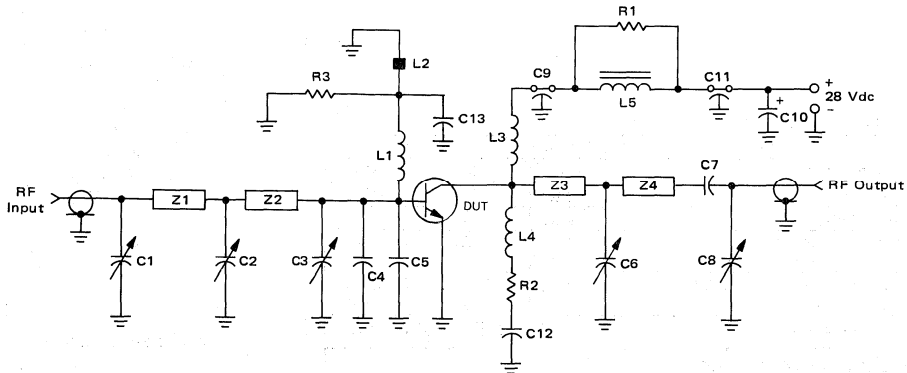 R1
L2
R3
C9
C11
+
28 Vdc
-
L5
+
C10
C13
L3
L1
C7
RF
Input
Z1
Z2
Z3
Z4
RF Output
DUT
L4
C1
C2
C3
C4
C5
C6
C8
R2
C12